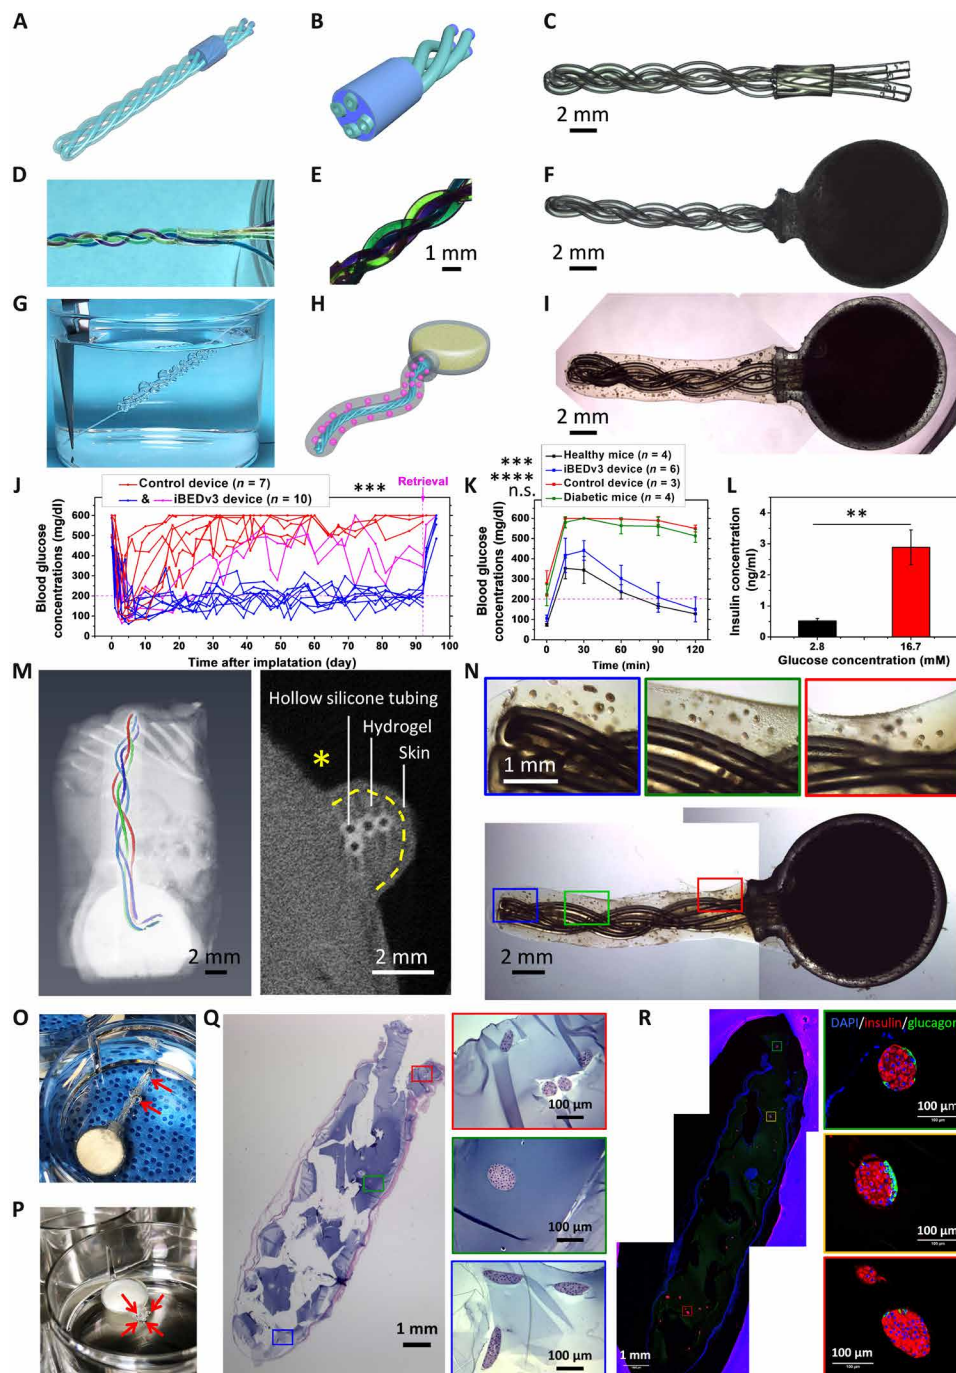 A
B
C
2 mm
D
E
1 mm
F
2 mm
G
H
I
2 mm
J
Control device (n = 7)
& iBEDv3 device (n = 10)
***
Retrieval
Blood glucose
concentrations (mg/dl)
600
500
400
300
200
100
0
0 10 20 30 40 50 60 70 80 90 100
Time after implatation (day)
K
***
****
n.s.
Healthy mice (n = 4)
iBEDv3 device (n = 6)
Control device (n = 3)
Diabetic mice (n = 4)
Blood glucose
concentrations (mg/dl)
600
500
400
300
200
100
0
0 30 60 90 120
Time (min)
L
**
Insulin concentration
(ng/ml)
4
3
2
1
0
2.8 16.7
Glucose concentration (mM)
M
2 mm
Hollow silicone tubing
Hydrogel
Skin
*
2 mm
N
1 mm
2 mm
O
P
Q
1 mm
100 µm
100 µm
100 µm
R
DAPI/insulin/glucagon
1 mm
100 µm
100 µm
100 µm